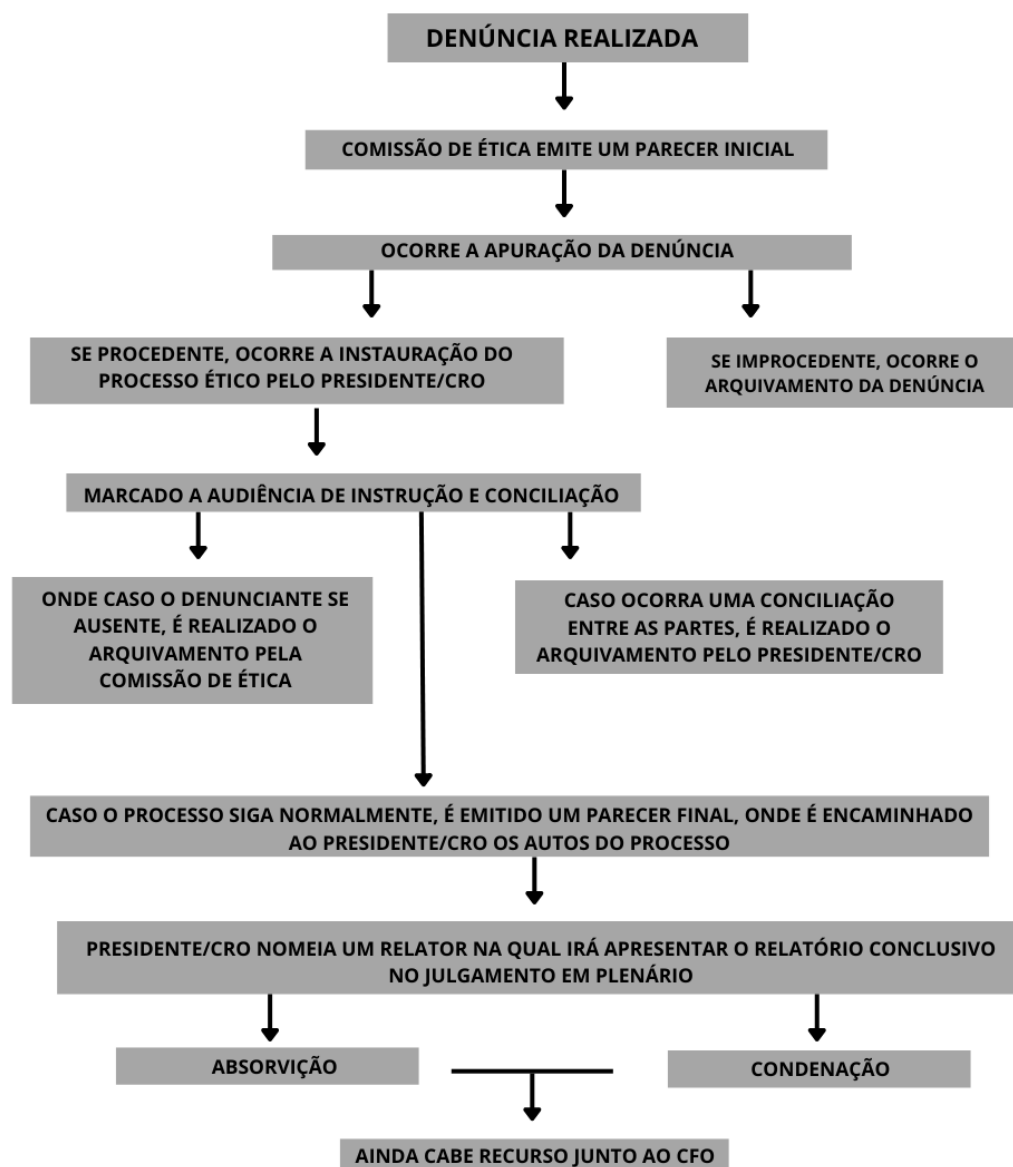 DENÚNCIA REALIZADA
COMISSÃO DE ÉTICA EMITE UM PARECER INICIAL
OCORRE A APURAÇÃO DA DENÚNCIA
SE PROCEDENTE, OCORRE A INSTAURAÇÃO DO
PROCESSO ÉTICO PELO PRESIDENTE/CRO
SE IMPROCEDENTE, OCORRE O
ARQUIVAMENTO DA DENÚNCIA
MARCADO A AUDIÊNCIA DE INSTRUÇÃO E CONCILIAÇÃO
ONDE CASO O DENUNCIANTE SE
AUSENTE, É REALIZADO O
ARQUIVAMENTO PELA
COMISSÃO DE ÉTICA
CASO OCORRA UMA CONCILIAÇÃO
ENTRE AS PARTES, É REALIZADO O
ARQUIVAMENTO PELO PRESIDENTE/CRO
CASO O PROCESSO SIGA NORMALMENTE, É EMITIDO UM PARECER FINAL, ONDE É ENCAMINHADO
AO PRESIDENTE/CRO OS AUTOS DO PROCESSO
PRESIDENTE/CRO NOMEIA UM RELATOR NA QUAL IRÁ APRESENTAR O RELATÓRIO CONCLUSIVO
NO JULGAMENTO EM PLENÁRIO
ABSORVIÇÃO
CONDENAÇÃO
AINDA CABE RECURSO JUNTO AO CFO